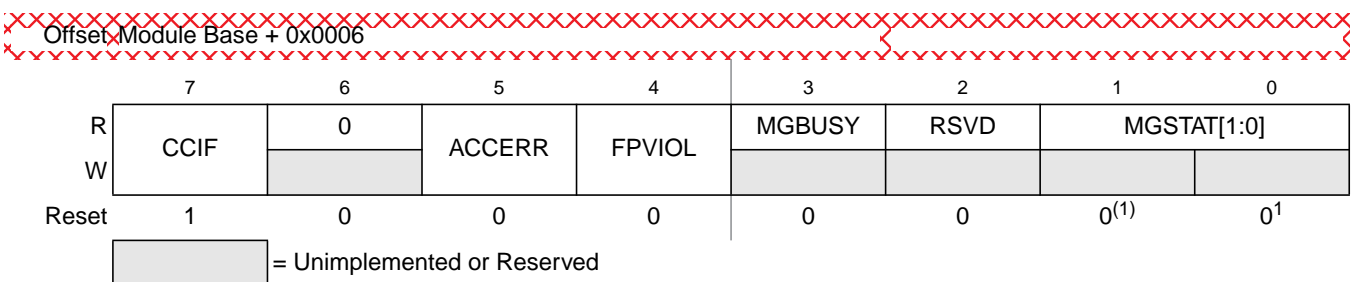 Offset Module Base + 0x0006
7 6 5 4 3 2 1 0
R CCIF 0 ACCERR FPVIOL MGBUSY RSVD MGSTAT[1:0]
W
Reset 1 0 0 0 0 0 0(1) 01
= Unimplemented or Reserved